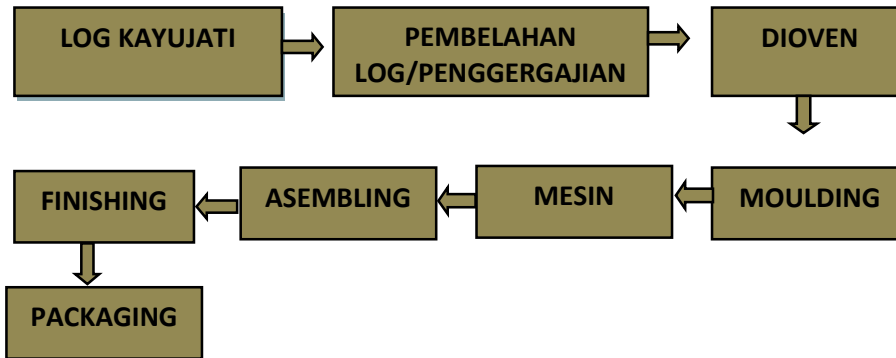 LOG KAYUJATI
PEMBELAHAN
LOG/PENGGERGAJIAN
DIOVEN
MOULDING
MESIN
ASEMBLING
FINISHING
PACKAGING